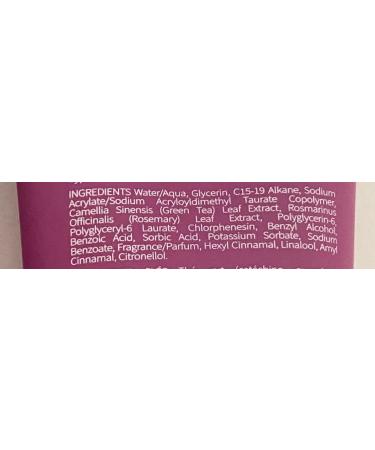 INGREDIENTS Water/Aqua, Glycerin, C15-19 Alkane, Sodium
Acrylate/Sodium Acryloyldimethyl Taurate Copolymer,
Camellia Sinensis (Green Tea) Leaf Extract, Rosmarinus
Officinalis (Rosemary) Leaf Extract, Polyglycerin-6,
Polyglyceryl-6 Laurate, Chlorphenesin, Benzyl Alcohol,
Benzoic Acid, Sorbic Acid, Potassium Sorbate, Sodium
Benzoate, Fragrance/Parfum, Hexyl Cinnamal, Linalool, Amyl
Cinnamal, Citronellol.